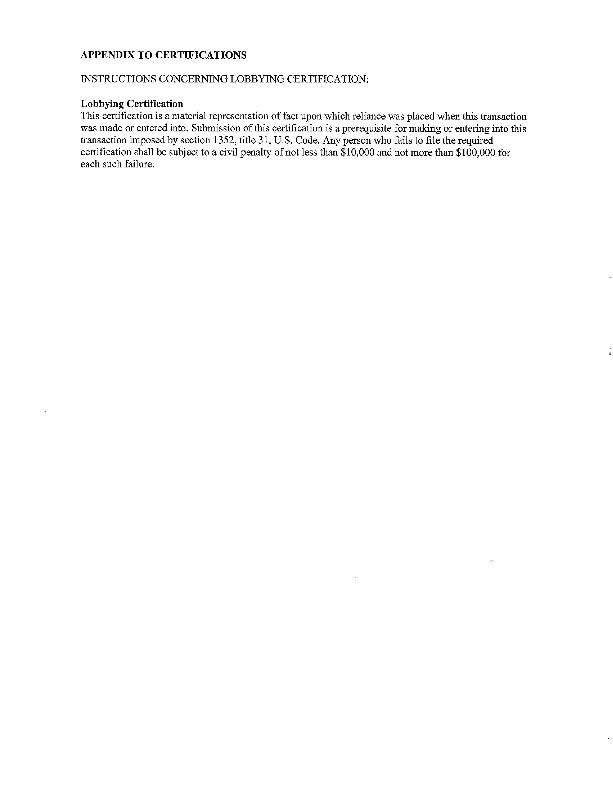 APPENDIX TO CERTIFICATIONS
INSTRUCTIONS CONCERNING LOBBYING CERTIFICATION:
Lobbying Certification
This certification is a material representation of fact upon which reliance was placed when this transaction
was made or entered into. Submission of this certification is a prerequisite for making or entering into this
transaction imposed by section 1352, title 31, U.S. Code. Any person who fails to file the required
certification shall be subject to a civil penalty of not less than $10,000 and not more than $100,000 for
each such failure.